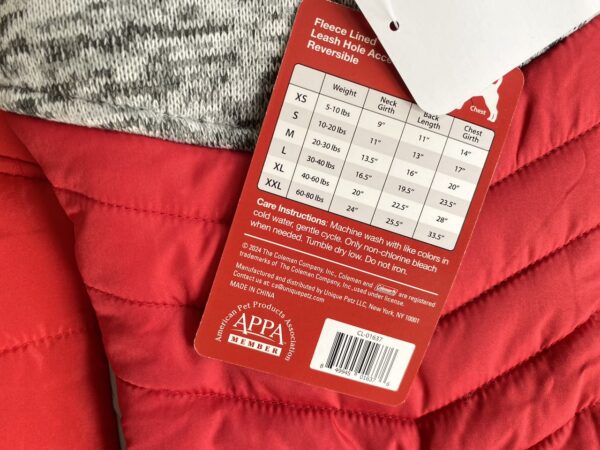 Fleece Lined
Leash Hole
Reversible
Chest
Weight Neck Girth Back Length Chest Girth
XS 5-10 lbs 9" 11" 14"
S 10-20 lbs 11" 13" 17"
M 20-30 lbs 13.5" 16" 20"
L 30-40 lbs 16.5" 19.5" 23.5"
XL 40-60 lbs 20" 22.5" 28"
XXL 60-80 lbs 24" 25.5" 33.5"
Care Instructions: Machine wash with like colors in
cold water, gentle cycle. Only non-chlorine bleach
when needed. Tumble dry low. Do not iron.
© 2024 The Coleman Company, Inc., Coleman and Coleman are registered
trademarks of The Coleman Company, Inc., used under license.
Manufactured and distributed by Unique Petz LLC, New York, NY. 10001
Contact us at: cs@uniquepetz.com
MADE IN CHINA
American Pet Products Association
APPA
MEMBER
CL-01637
8 49945 01637